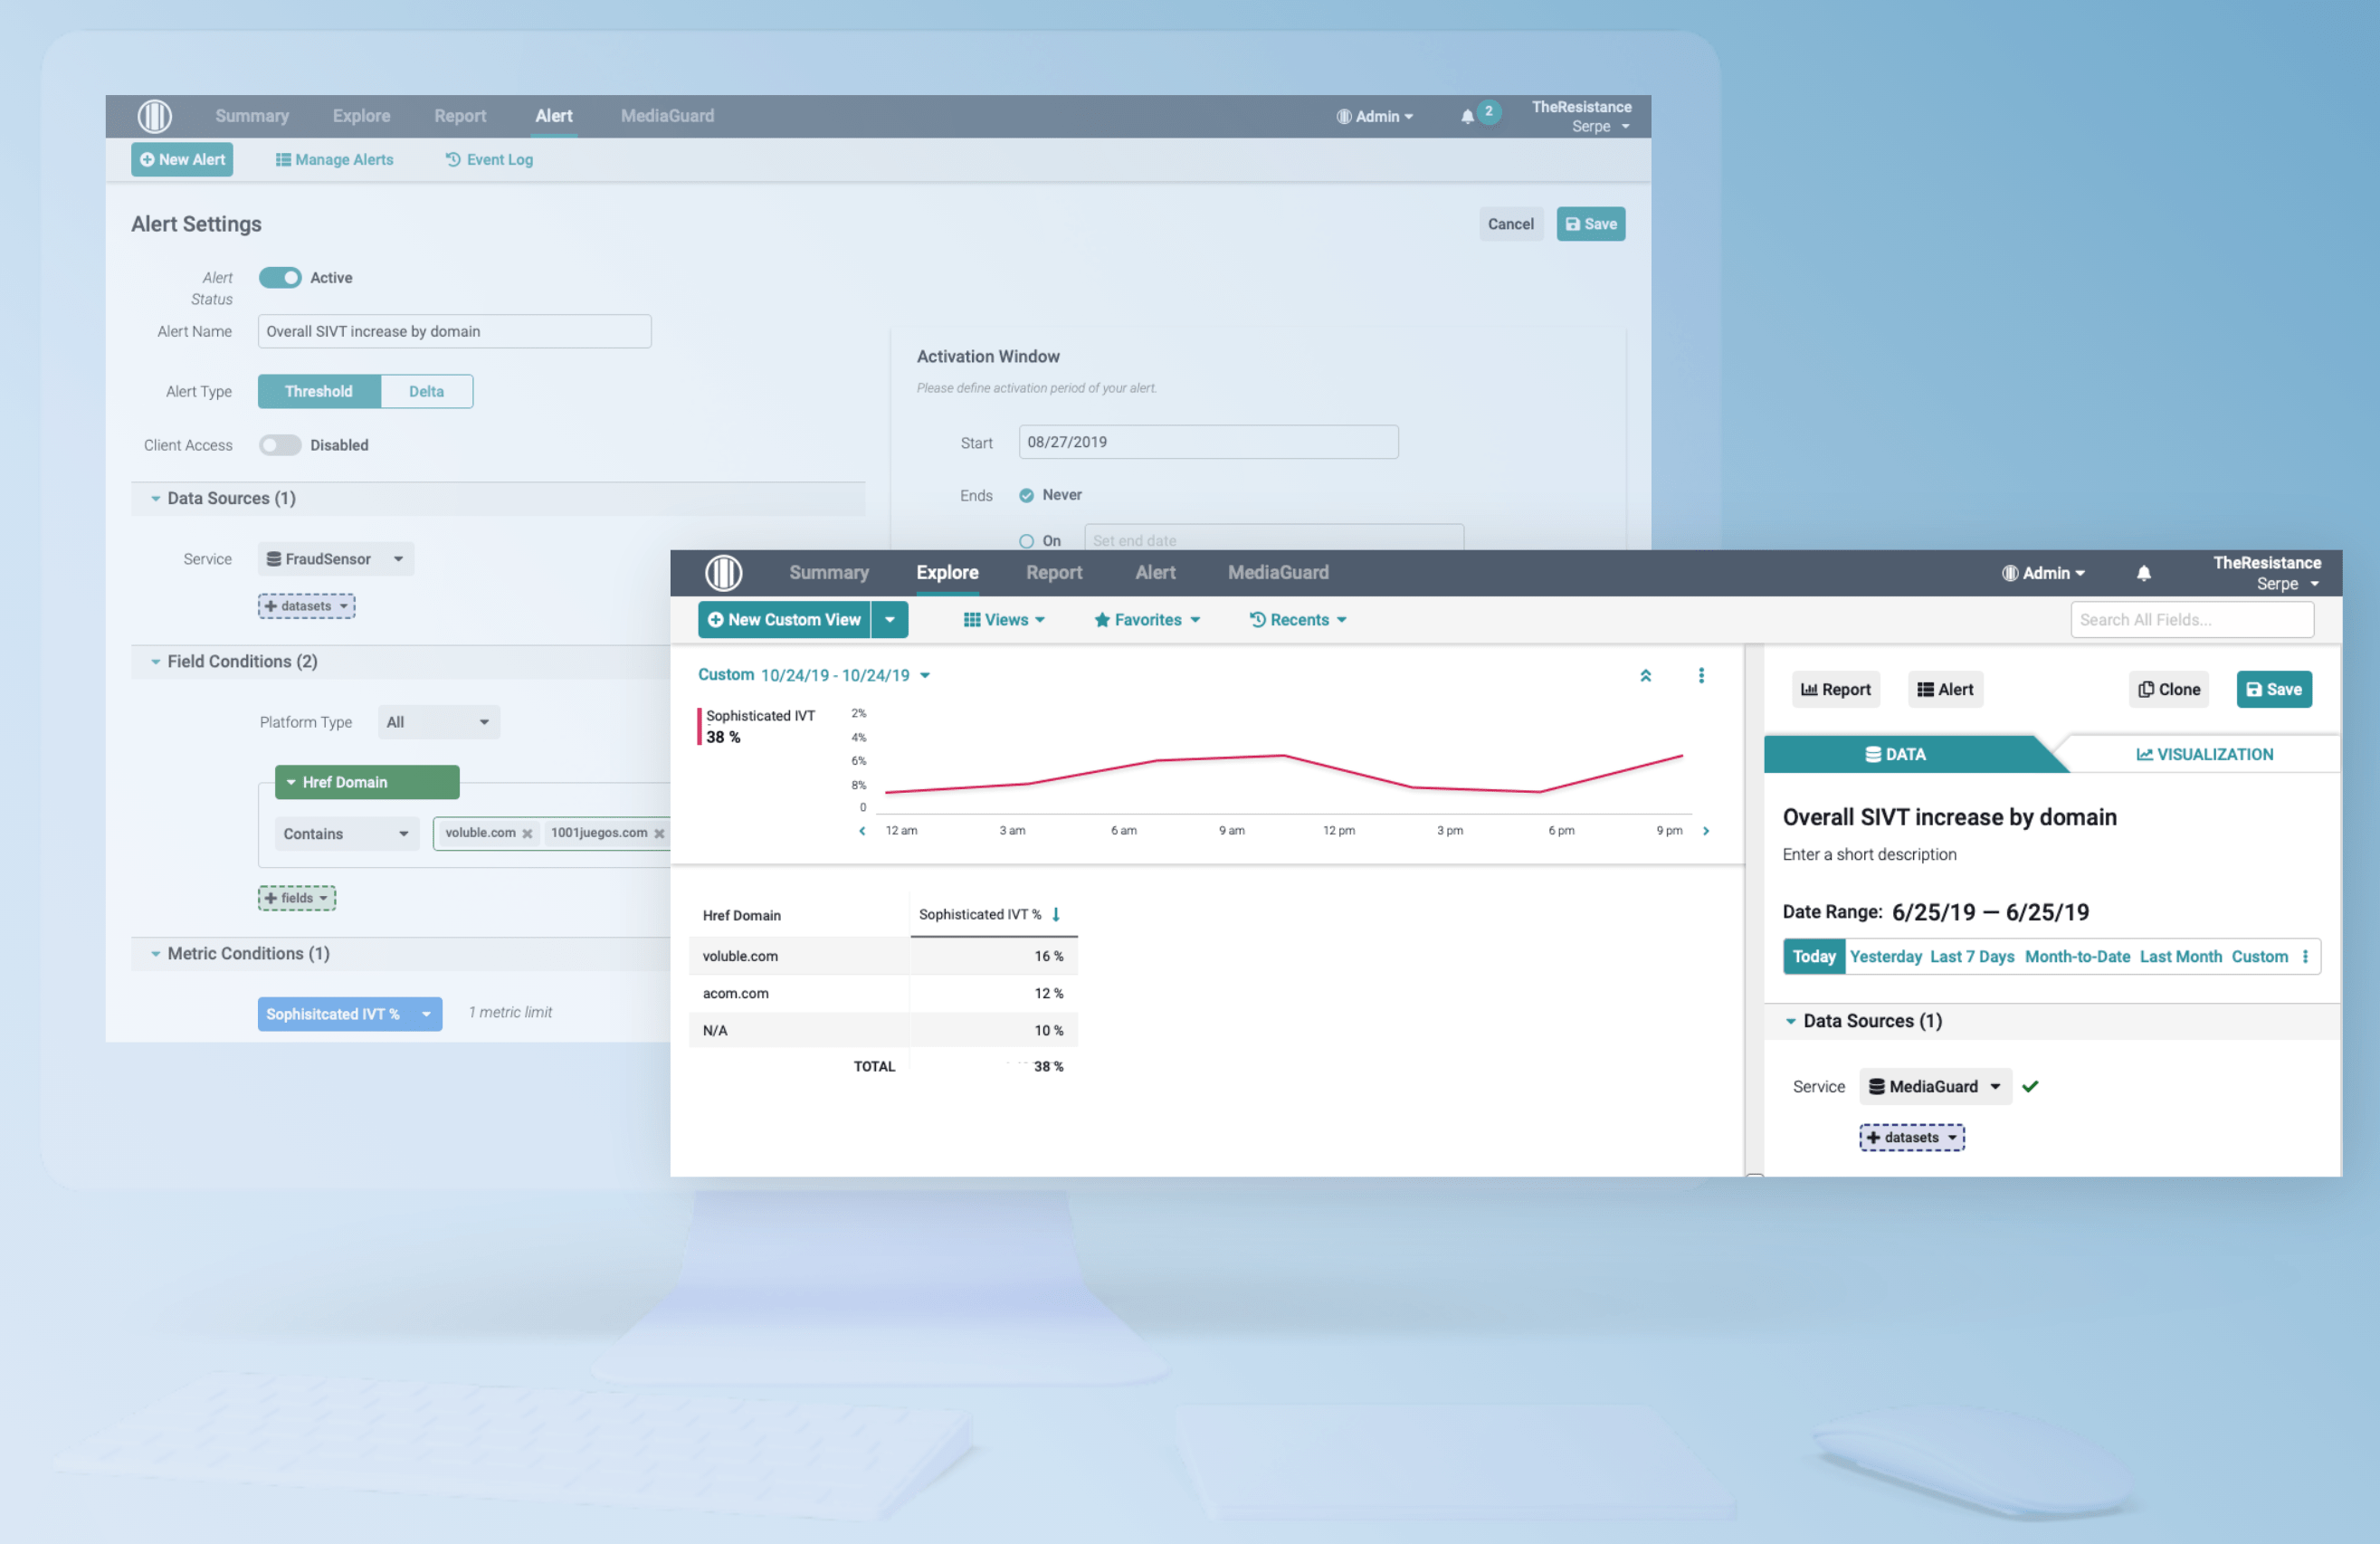 Summary Explore Report Alert MediaGuard Admin 2 TheResistance
Serpe
New Alert Manage Alerts Event Log
Alert Settings
Cancel Save
Alert Status Active
Alert Name Overall SIVT increase by domain
Alert Type Threshold Delta
Client Access Disabled
Data Sources (1)
Service FraudSensor
+ datasets
Field Conditions (2)
Platform Type All
Href Domain
Contains voluble.com 1001juegos.com
+ fields
Metric Conditions (1)
Sophisitcated IVT % 1 metric limit
Activation Window
Please define activation period of your alert.
Start 08/27/2019
Ends Never
On Set end date
Summary Explore Report Alert MediaGuard Admin TheResistance
Serpe
New Custom View Views Favorites Recents Search All Fields...
Custom 10/24/19 - 10/24/19
Sophisticated IVT
38 %
2%
4%
6%
8%
0
12 am 3 am 6 am 9 am 12 pm 3 pm 6 pm 9 pm
Href Domain Sophisticated IVT %
voluble.com 16 %
acom.com 12 %
N/A 10 %
TOTAL 38 %
Report Alert Clone Save
DATA VISUALIZATION
Overall SIVT increase by domain
Enter a short description
Date Range: 6/25/19 — 6/25/19
Today Yesterday Last 7 Days Month-to-Date Last Month Custom
Data Sources (1)
Service MediaGuard
+ datasets